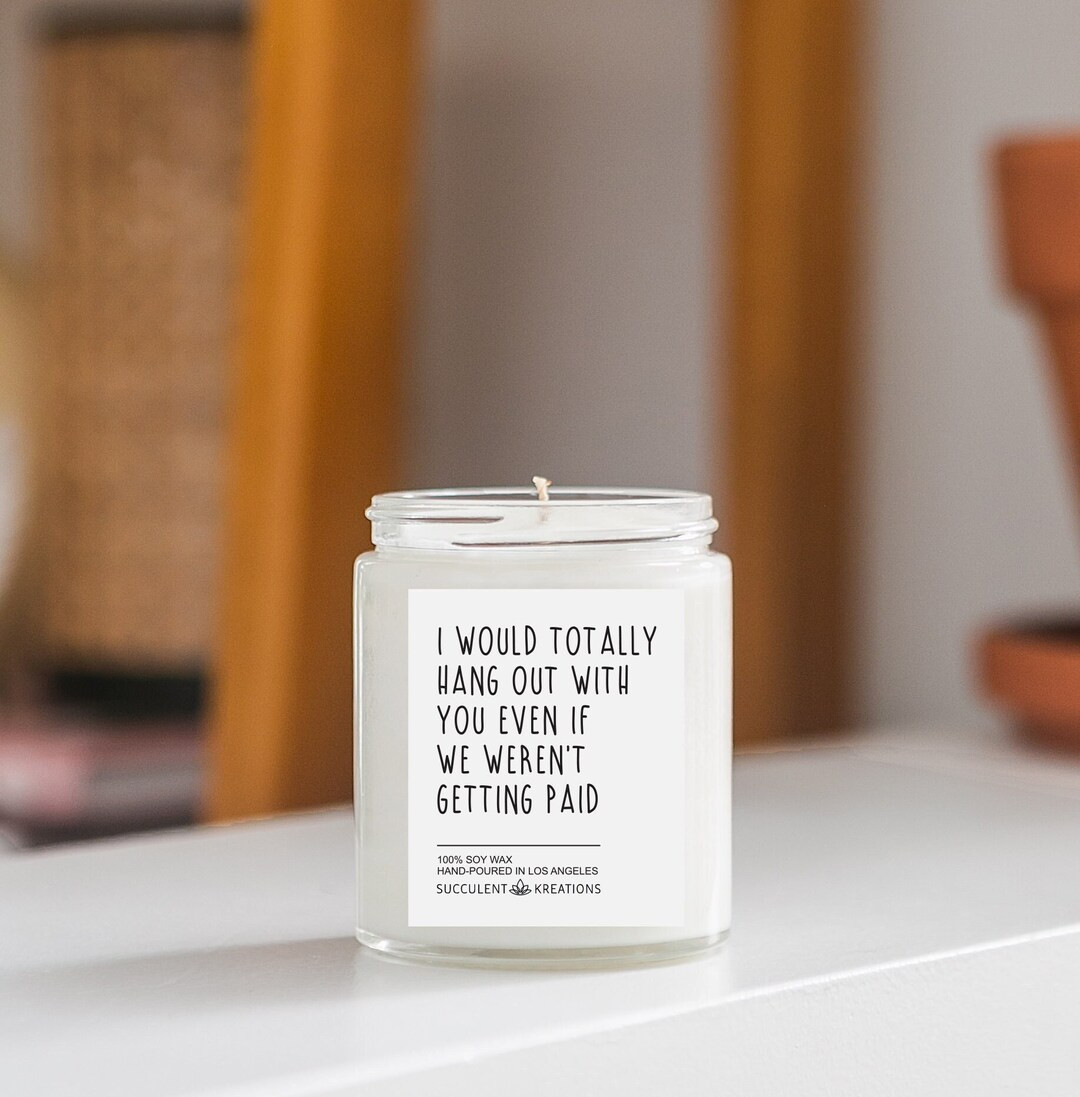 I WOULD TOTALLY
HANG OUT WITH
YOU EVEN IF
WE WEREN'T
GETTING PAID
100% SOY WAX
HAND-POURED IN LOS ANGELES
SUCCULENT KREATIONS